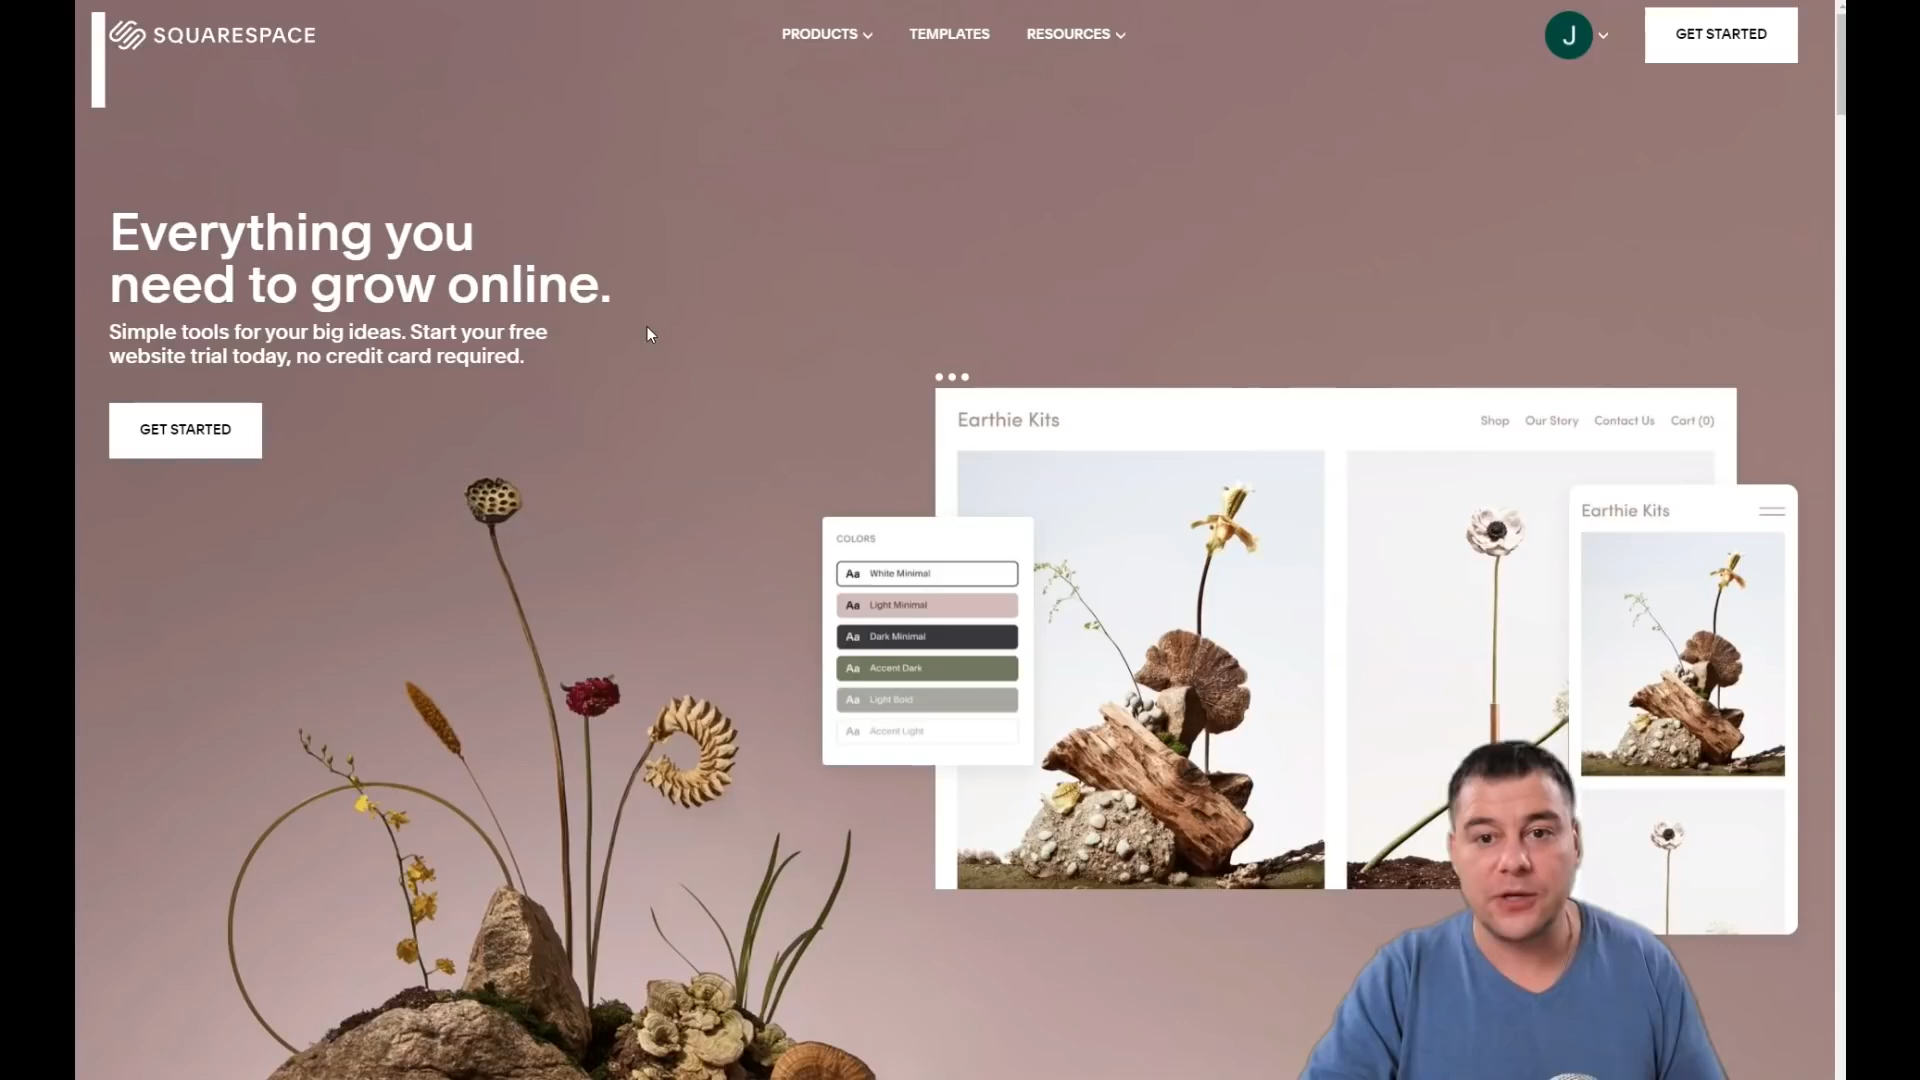 SQUARESPACE
PRODUCTS
TEMPLATES
RESOURCES
J
GET STARTED
Everything you
need to grow online.
Simple tools for your big ideas. Start your free
website trial today, no credit card required.
GET STARTED
Earthie Kits
Shop
Our Story
Contact Us
Cart (0)
COLORS
Aa White Minimal
Aa Light Minimal
Aa Dark Minimal
Aa Accent Dark
Aa Light Bold
Aa Accent Light
Earthie Kits